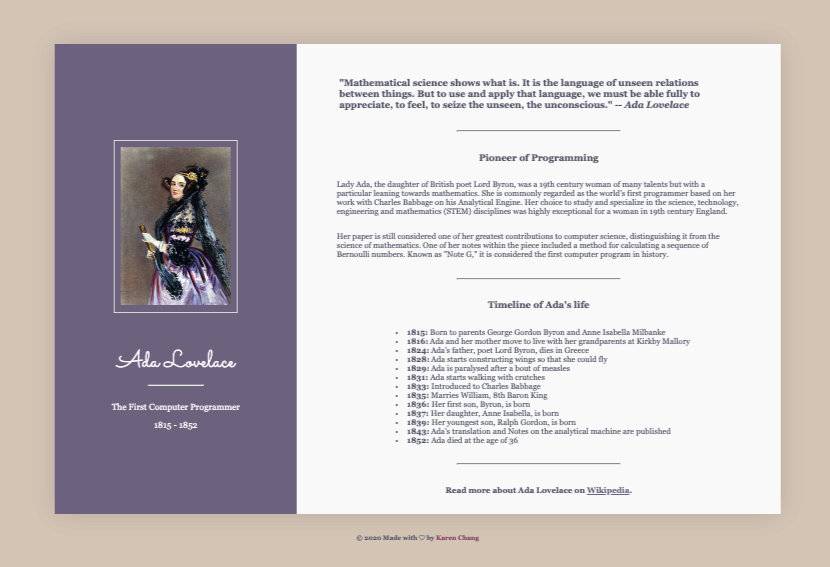 Ada Lovelace
The First Computer Programmer
1815 - 1852
"Mathematical science shows what is. It is the language of unseen relations
between things. But to use and apply that language, we must be able fully to
appreciate, to feel, to seize the unseen, the unconscious." -- Ada Lovelace
Pioneer of Programming
Lady Ada, the daughter of British poet Lord Byron, was a 19th century woman of many talents but with a
particular leaning towards mathematics. She is commonly regarded as the world's first programmer based on her
work with Charles Babbage on his Analytical Engine. Her choice to study and specialize in the science, technology,
engineering and mathematics (STEM) disciplines was highly exceptional for a woman in 19th century England.
Her paper is still considered one of her greatest contributions to computer science, distinguishing it from the
science of mathematics. One of her notes within the piece included a method for calculating a sequence of
Bernoulli numbers. Known as "Note G," it is considered the first computer program in history.
Timeline of Ada's life
• 1815: Born to parents George Gordon Byron and Anne Isabella Milbanke
• 1816: Ada and her mother move to live with her grandparents at Kirkby Mallory
• 1824: Ada's father, poet Lord Byron, dies in Greece
• 1828: Ada starts constructing wings so that she could fly
• 1829: Ada is paralysed after a bout of measles
• 1831: Ada starts walking with crutches
• 1833: Introduced to Charles Babbage
• 1835: Marries William, 8th Baron King
• 1836: Her first son, Byron, is born
• 1837: Her daughter, Anne Isabella, is born
• 1839: Her youngest son, Ralph Gordon, is born
• 1843: Ada's translation and Notes on the analytical machine are published
• 1852: Ada died at the age of 36
Read more about Ada Lovelace on Wikipedia.
© 2020 Made with ♡ by Karen Chang